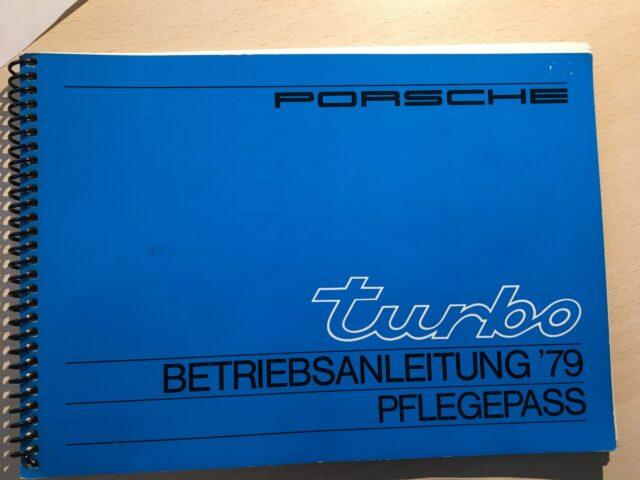 PORSCHE
turbo
BETRIEBSANLEITUNG '79
PFLEGEPASS